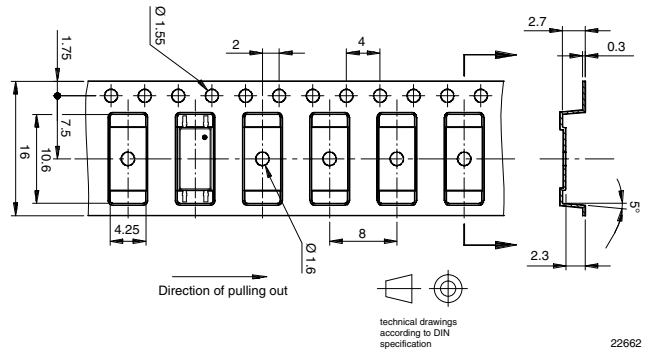 2.7
1.75
Ø 1.55
2
4
0.3
7.5
16
10.6
4.25
Ø 1.6
8
5°
2.3
Direction of pulling out
technical drawings
according to DIN
specification
22662